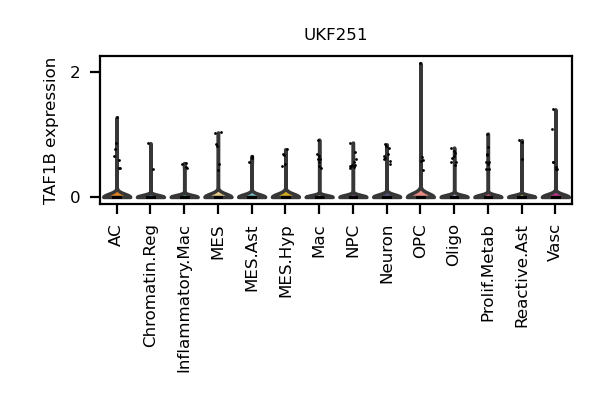 UKF251
TAF1B expression
2
0
AC
Chromatin.Reg
Inflammatory.Mac
MES
MES.Ast
MES.Hyp
Mac
NPC
Neuron
OPC
Oligo
Prolif.Metab
Reactive.Ast
Vasc